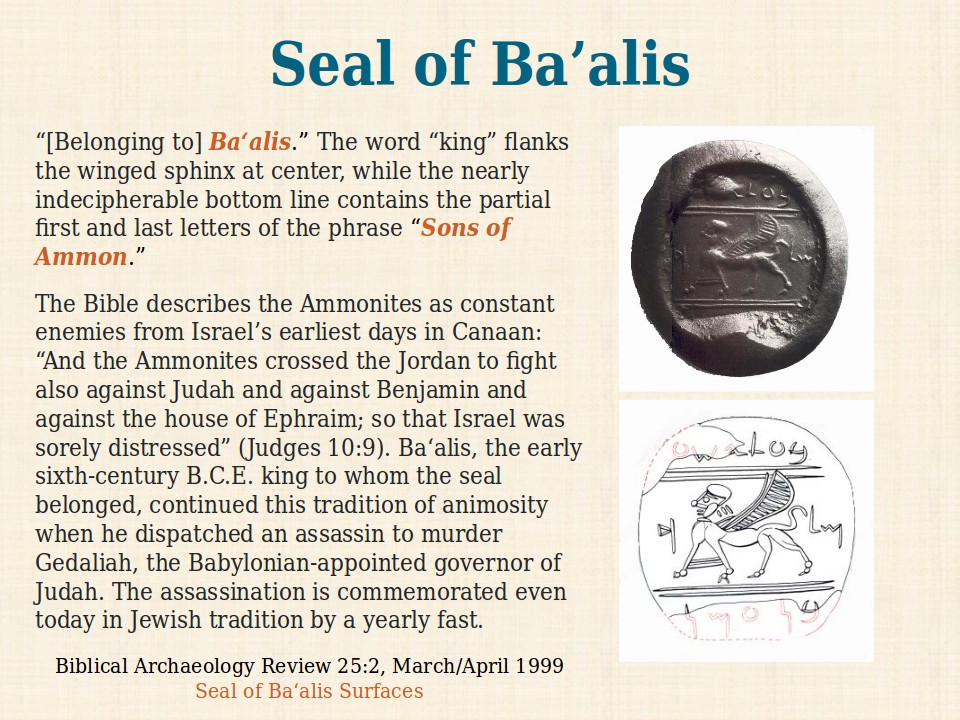 Seal of Ba’alis
“[Belonging to] Ba‘alis.” The word “king” flanks
the winged sphinx at center, while the nearly
indecipherable bottom line contains the partial
first and last letters of the phrase “Sons of
Ammon.”
The Bible describes the Ammonites as constant
enemies from Israel’s earliest days in Canaan:
“And the Ammonites crossed the Jordan to fight
also against Judah and against Benjamin and
against the house of Ephraim; so that Israel was
sorely distressed” (Judges 10:9). Ba‘alis, the early
sixth-century B.C.E. king to whom the seal
belonged, continued this tradition of animosity
when he dispatched an assassin to murder
Gedaliah, the Babylonian-appointed governor of
Judah. The assassination is commemorated even
today in Jewish tradition by a yearly fast.
Biblical Archaeology Review 25:2, March/April 1999
Seal of Ba‘alis Surfaces